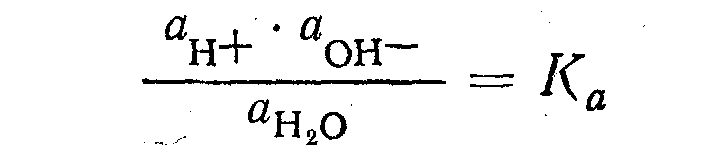 a_H+ · a_OH− / a_H₂O = K_a